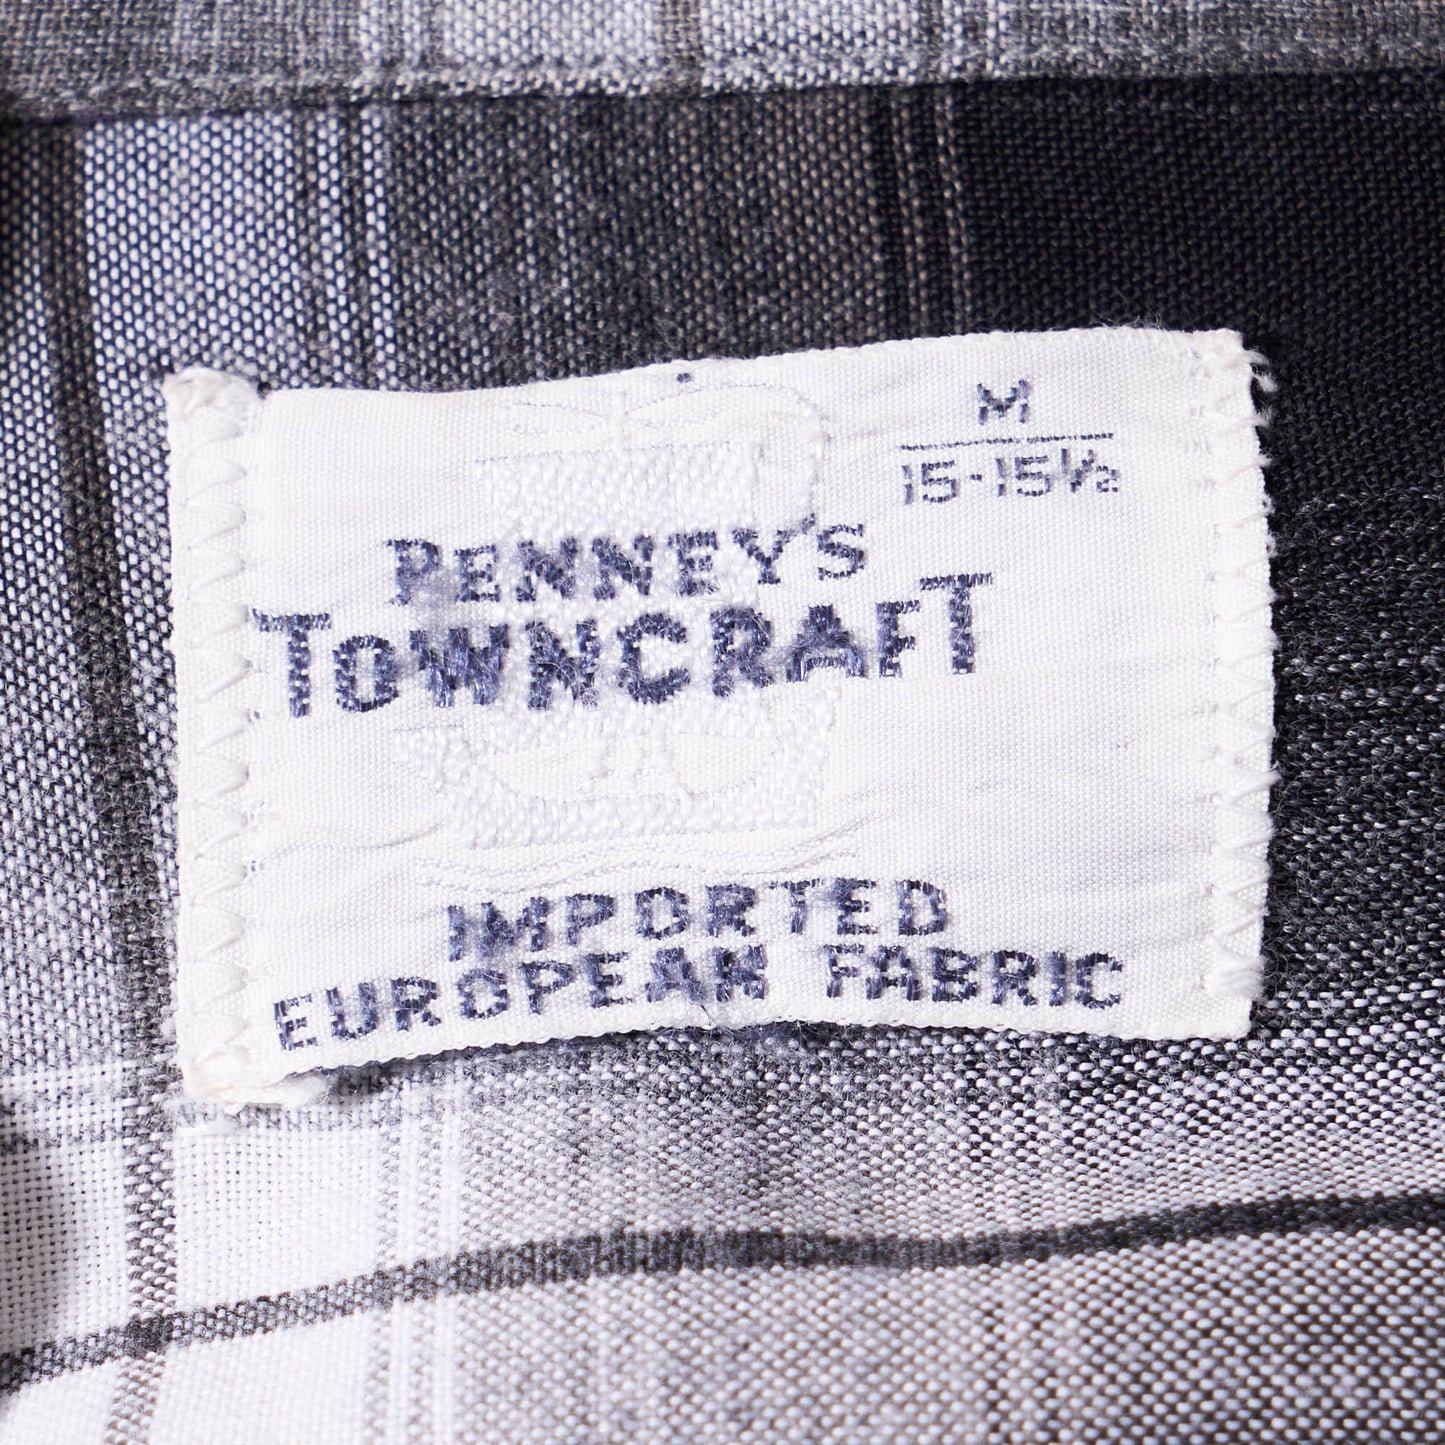 M
15-15½
PENNEY'S
TOWNCRAFT
IMPORTED
EUROPEAN FABRIC